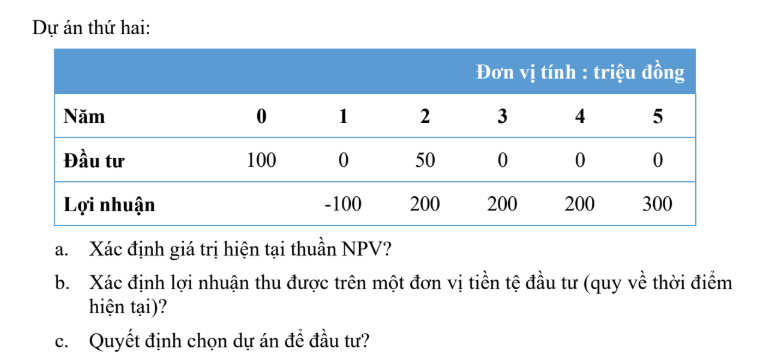 Dự án thứ hai:
Đơn vị tính : triệu đồng
Năm 0 1 2 3 4 5
Đầu tư 100 0 50 0 0 0
Lợi nhuận -100 200 200 200 300
a. Xác định giá trị hiện tại thuần NPV?
b. Xác định lợi nhuận thu được trên một đơn vị tiền tệ đầu tư (quy về thời điểm
hiện tại)?
c. Quyết định chọn dự án để đầu tư?